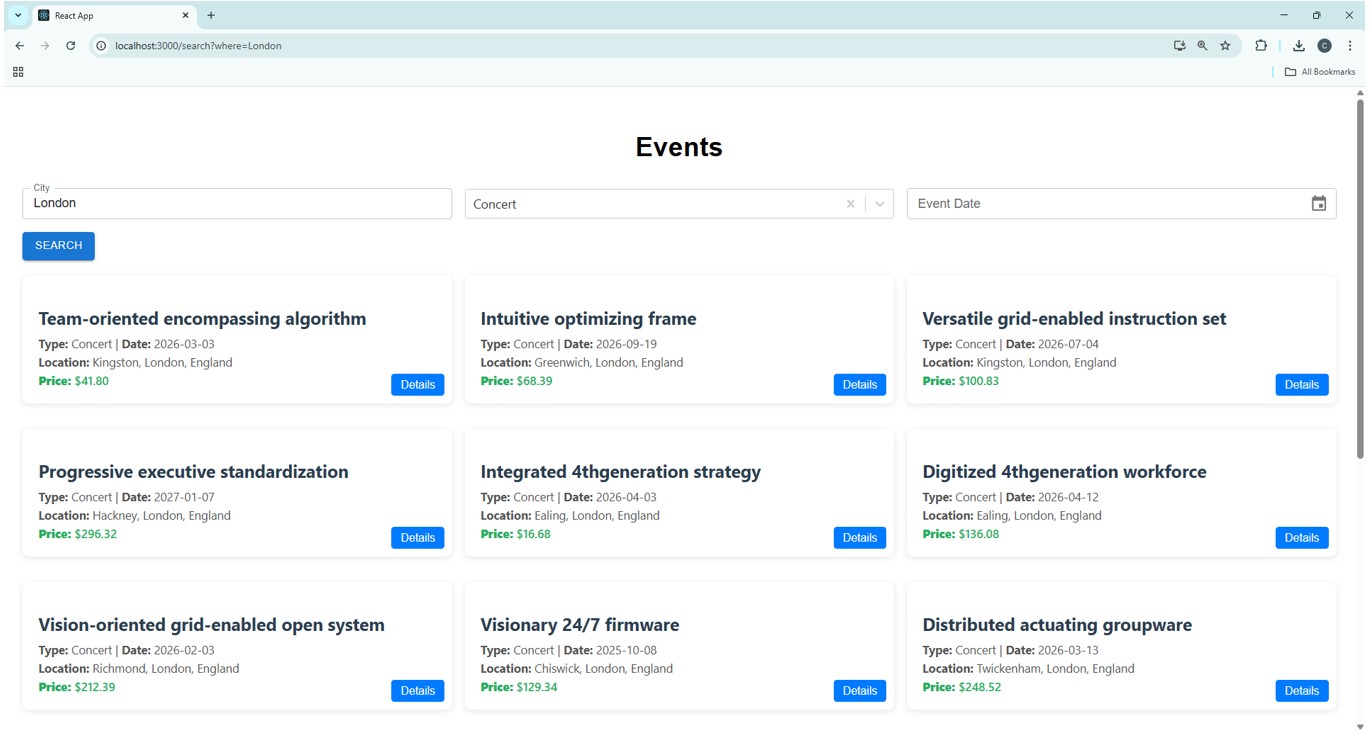 React App
localhost:3000/search?where=London
All Bookmarks
Events
City
London
Concert
Event Date
SEARCH
Team-oriented encompassing algorithm
Type: Concert | Date: 2026-03-03
Location: Kingston, London, England
Price: $41.80
Details
Intuitive optimizing frame
Type: Concert | Date: 2026-09-19
Location: Greenwich, London, England
Price: $68.39
Details
Versatile grid-enabled instruction set
Type: Concert | Date: 2026-07-04
Location: Kingston, London, England
Price: $100.83
Details
Progressive executive standardization
Type: Concert | Date: 2027-01-07
Location: Hackney, London, England
Price: $296.32
Details
Integrated 4thgeneration strategy
Type: Concert | Date: 2026-04-03
Location: Ealing, London, England
Price: $16.68
Details
Digitized 4thgeneration workforce
Type: Concert | Date: 2026-04-12
Location: Ealing, London, England
Price: $136.08
Details
Vision-oriented grid-enabled open system
Type: Concert | Date: 2026-02-03
Location: Richmond, London, England
Price: $212.39
Details
Visionary 24/7 firmware
Type: Concert | Date: 2025-10-08
Location: Chiswick, London, England
Price: $129.34
Details
Distributed actuating groupware
Type: Concert | Date: 2026-03-13
Location: Twickenham, London, England
Price: $248.52
Details